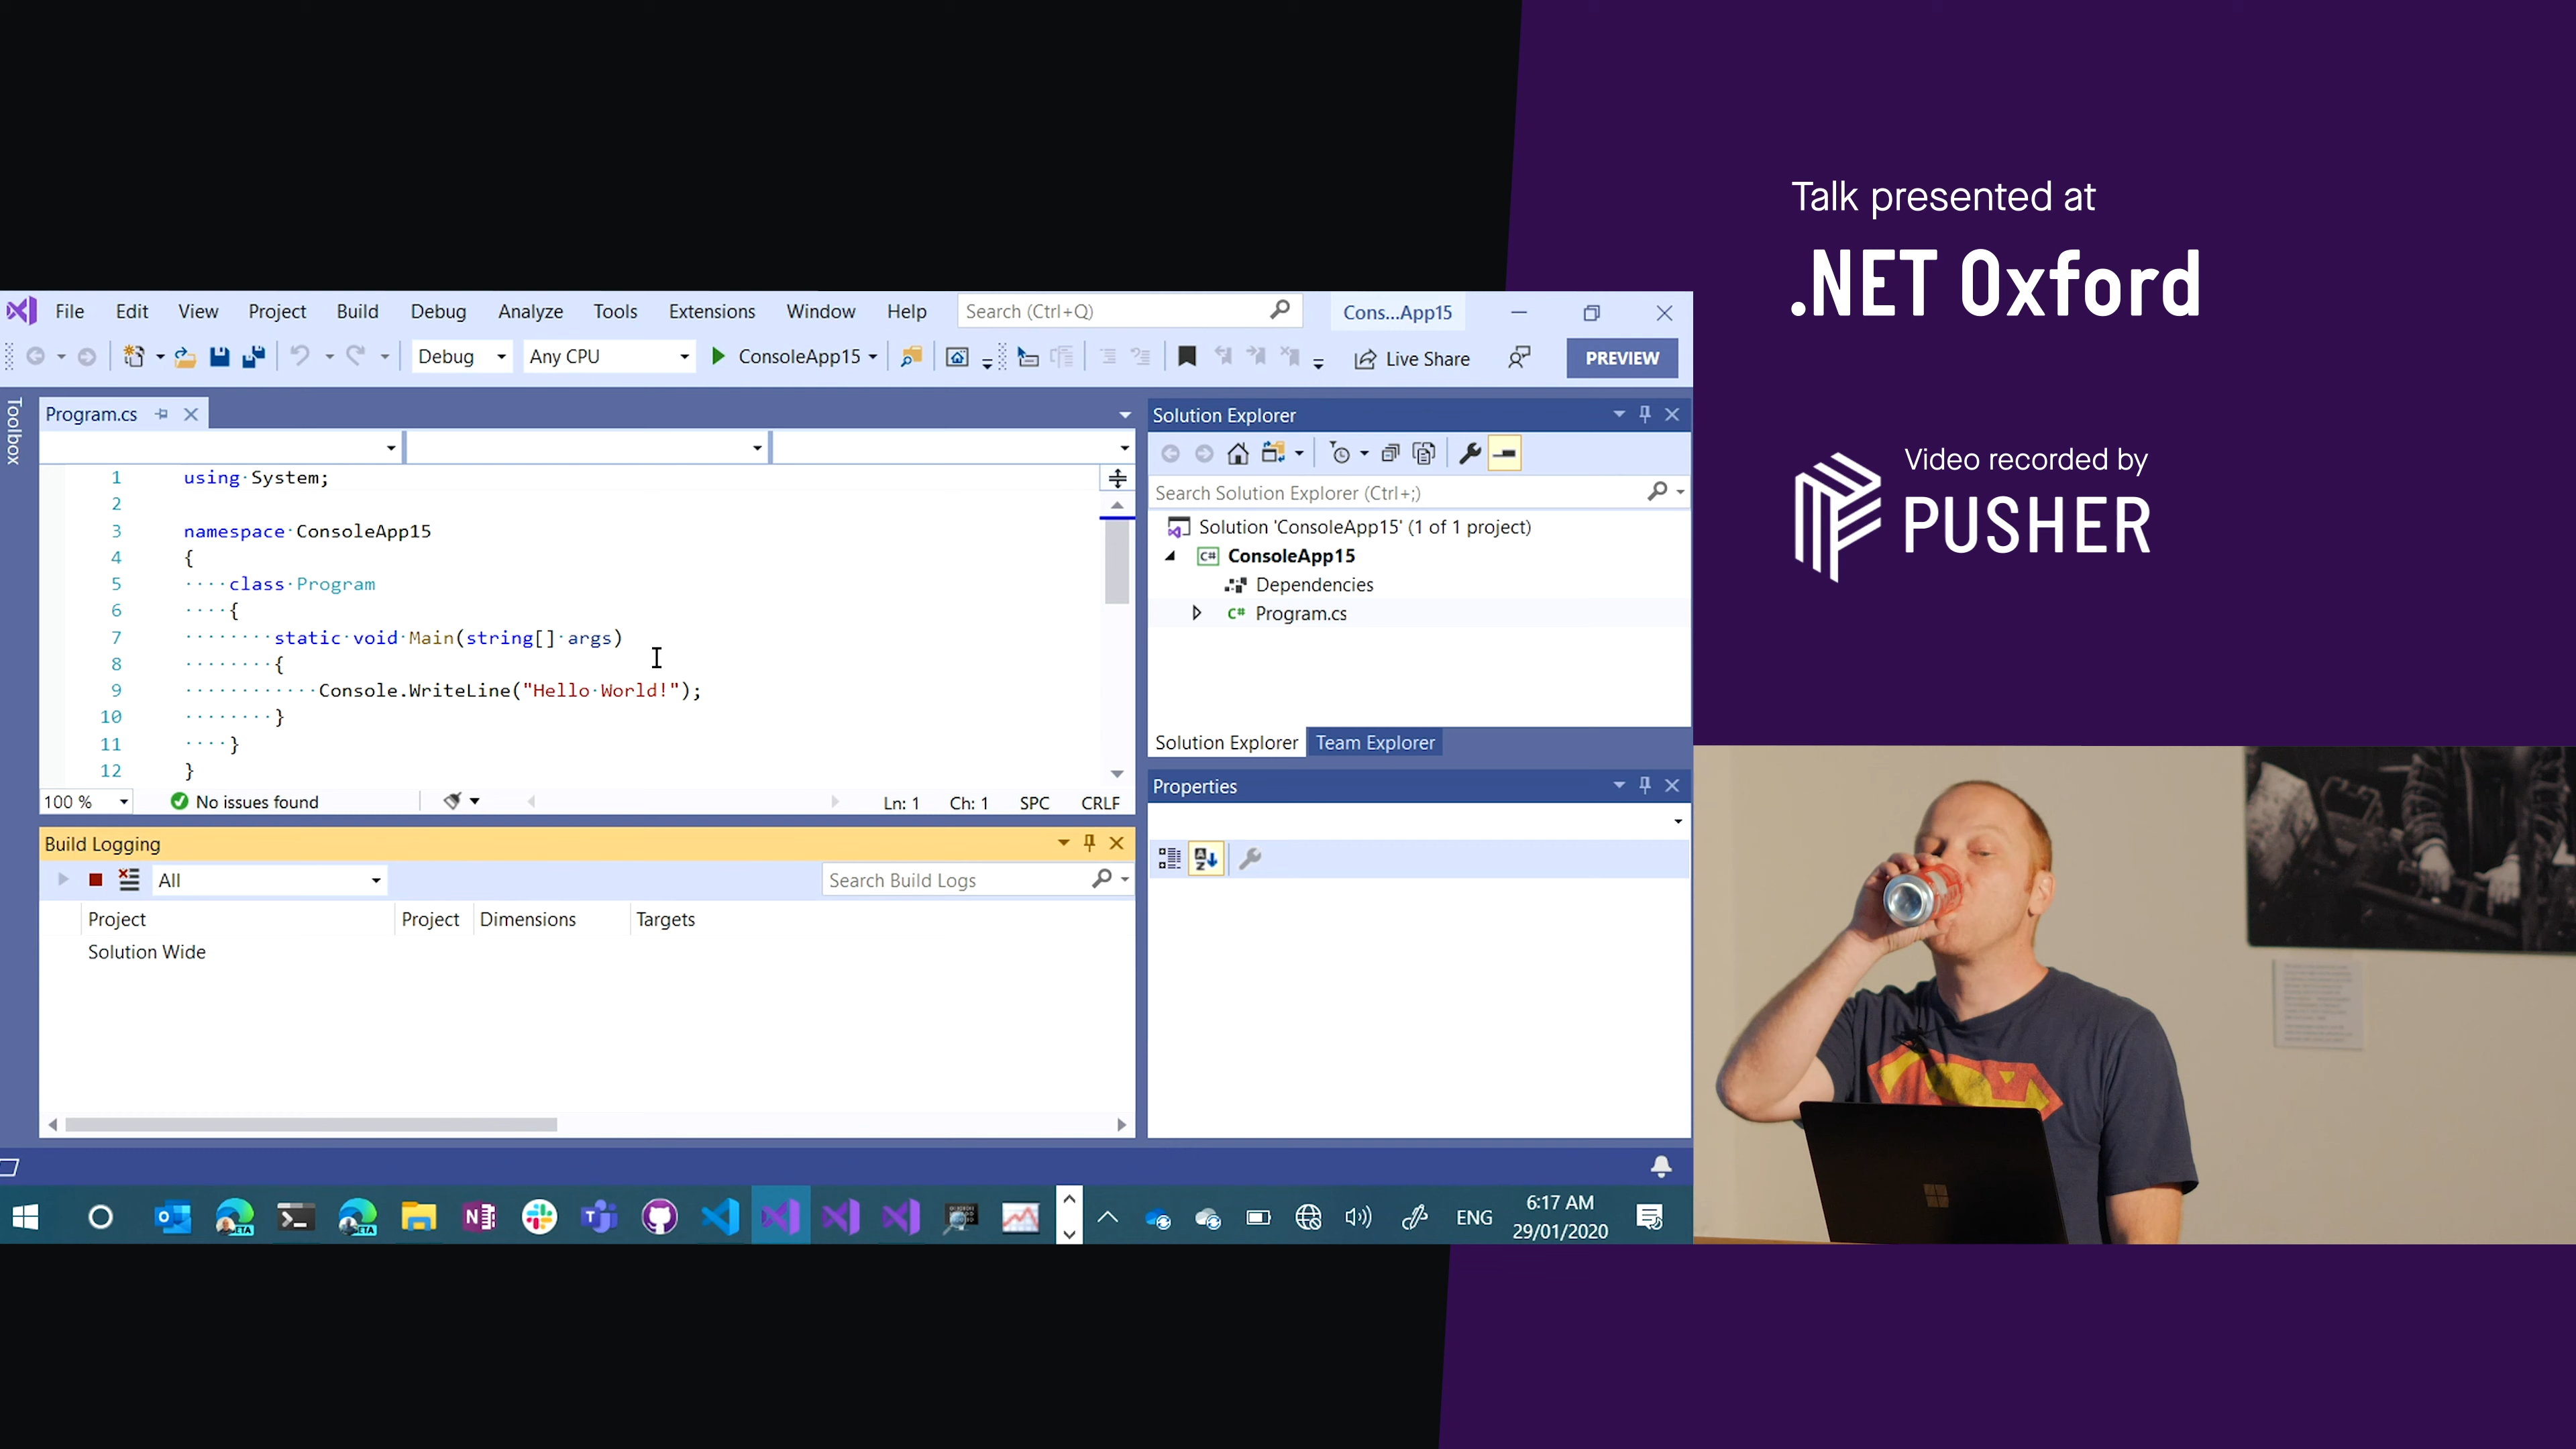 Talk presented at
.NET Oxford
Video recorded by
PUSHER
File Edit View Project Build Debug Analyze Tools Extensions Window Help Search (Ctrl+Q) Cons...App15
Debug Any CPU ConsoleApp15 Live Share PREVIEW
Toolbox
Program.cs
1 using System;
2
3 namespace ConsoleApp15
4 {
5 class Program
6 {
7 static void Main(string[] args)
8 {
9 Console.WriteLine("Hello World!");
10 }
11 }
12 }
100 % No issues found Ln: 1 Ch: 1 SPC CRLF
Build Logging
All Search Build Logs
Project Project Dimensions Targets
Solution Wide
Solution Explorer
Search Solution Explorer (Ctrl+;)
Solution 'ConsoleApp15' (1 of 1 project)
C# ConsoleApp15
Dependencies
C# Program.cs
Solution Explorer Team Explorer
Properties
ENG 6:17 AM
29/01/2020